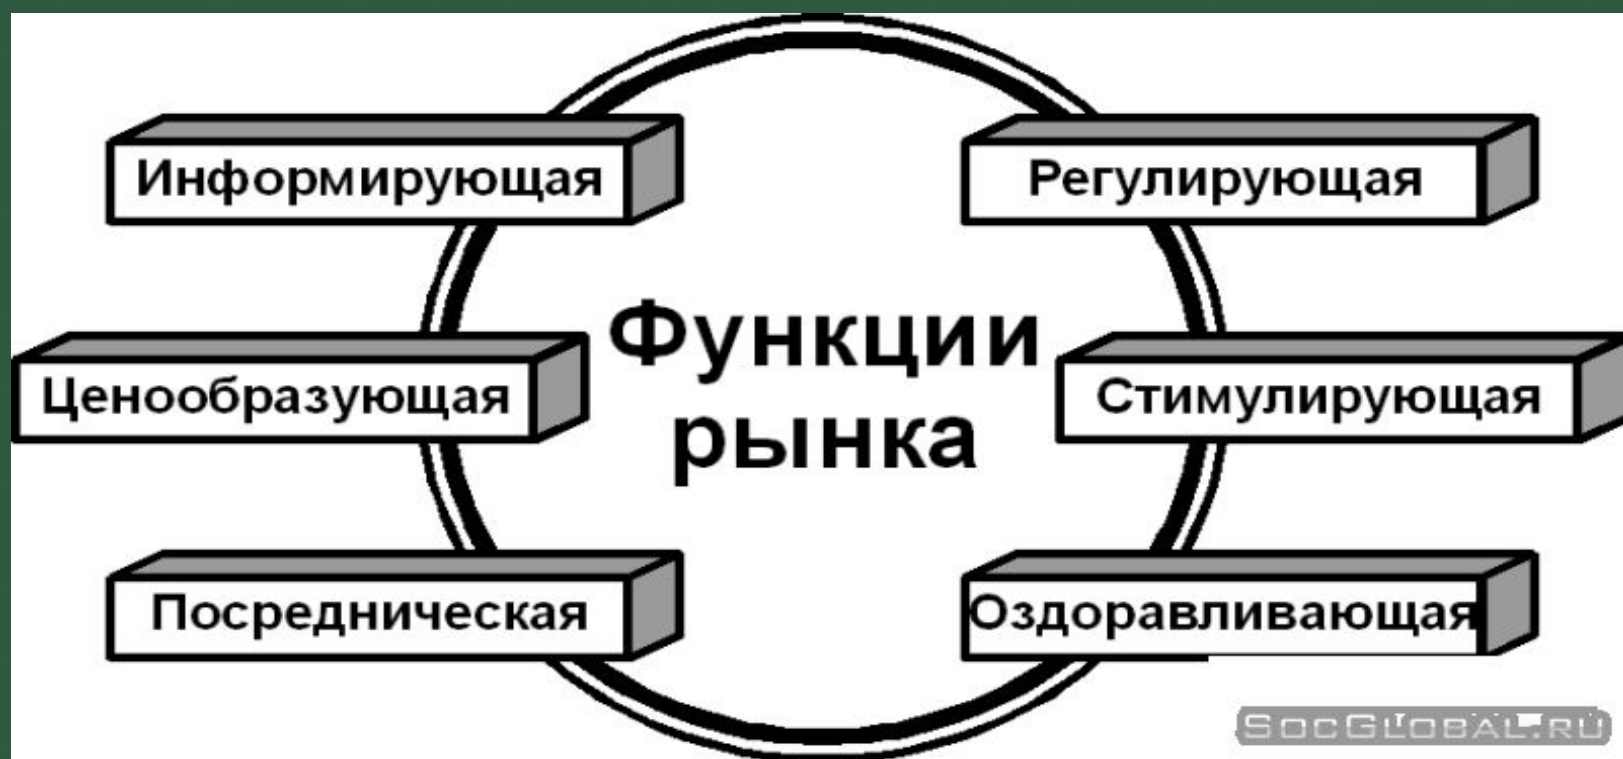 Информирующая
Регулирующая
Функции
рынка
Ценообразующая
Стимулирующая
Посредническая
Оздоравливающая
SOCGLOBAL.RU